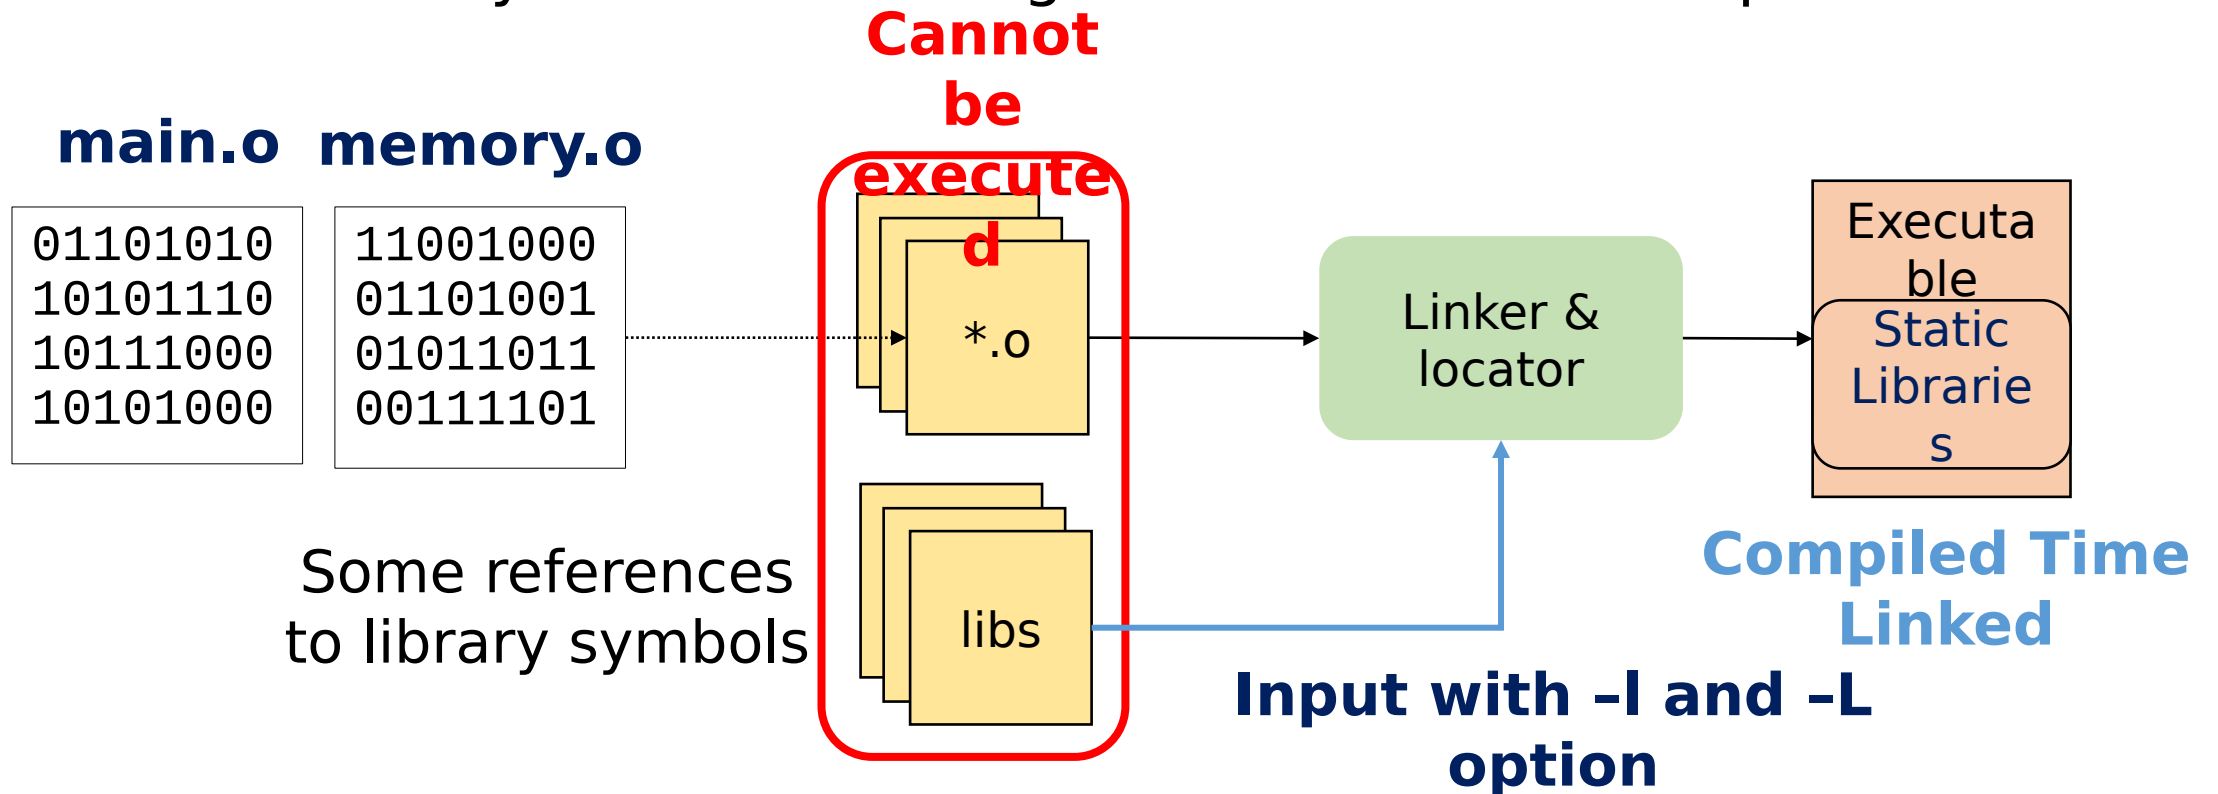 Cannot
be
execute
d
main.o
memory.o
01101010
10101110
10111000
10101000
11001000
01101001
01011011
00111101
*.o
Linker &
locator
Executa
ble
Static
Librarie
s
Some references
to library symbols
libs
Compiled Time
Linked
Input with –l and –L
option